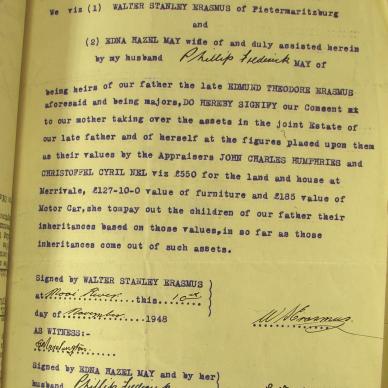 We viz (1) WALTER STANLEY ERASMUS of Pietermaritzburg
and
(2) EDNA HAZEL MAY wife of and duly assisted herein
by my husband Phillip Frederick MAY of
being heirs of our father the late EDMUND THEODORE ERASMUS
aforesaid and being majors, DO HEREBY SIGNIFY our Consent
to our mother taking over the assets in the joint Estate of
our late father and of herself at the figures placed upon them
as their values by the Appraisers JOHN CHARLES HUMPHRIES and
CHRISTOFFEL CYRIL NEL viz £550 for the land and house at
Merrivale, £127-10-0 value of furniture and £185 value of
Motor Car, she to pay out the children of our father their
inheritances based on those values, in so far as those
inheritances come out of such assets.
Signed by WALTER STANLEY ERASMUS )
at Mooi River this 10th )
day of November 1948
W S Erasmus
AS WITNESS:-
Signed by EDNA HAZEL MAY and by her )
husband Phillip Frederick